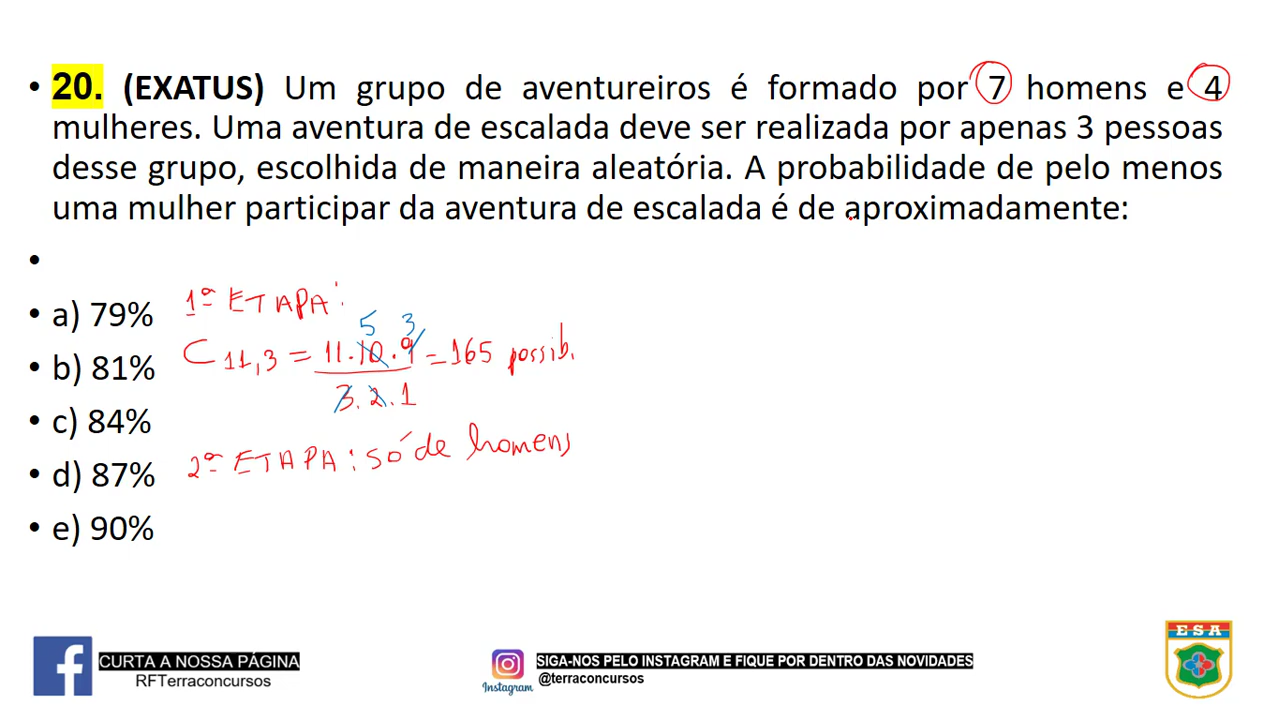 • 20. (EXATUS) Um grupo de aventureiros é formado por 7 homens e 4
mulheres. Uma aventura de escalada deve ser realizada por apenas 3 pessoas
desse grupo, escolhida de maneira aleatória. A probabilidade de pelo menos
uma mulher participar da aventura de escalada é de aproximadamente:
•
• a) 79%
1ª ETAPA:
5 3
• b) 81%
C 11,3 = 11.10.9 = 165 possib.
3.2.1
• c) 84%
• d) 87%
2ª ETAPA: só de homens
• e) 90%
f CURTA A NOSSA PÁGINA
RFTerraconcursos
Instagram
SIGA-NOS PELO INSTAGRAM E FIQUE POR DENTRO DAS NOVIDADES
@terraconcursos
ESA